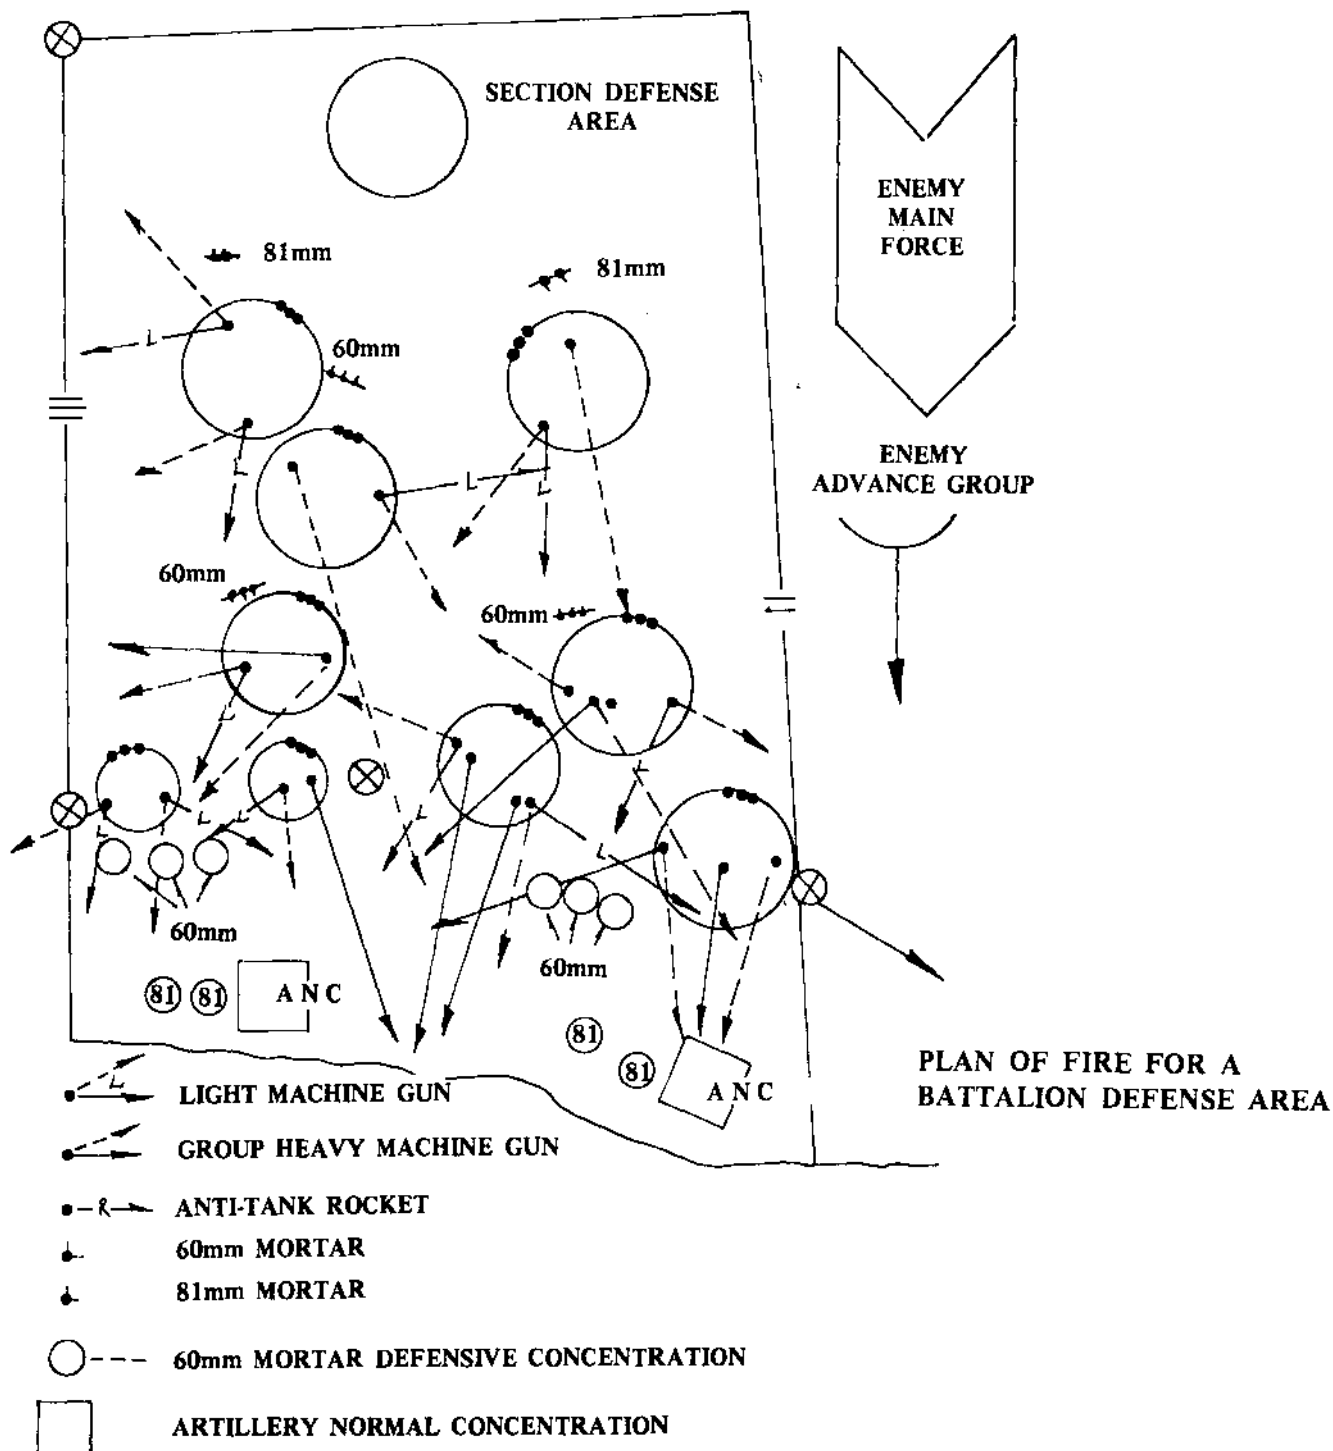 SECTION DEFENSE
AREA
ENEMY
MAIN
FORCE
81mm
81mm
60mm
ENEMY
ADVANCE GROUP
L
L
L
L
60mm
60mm
L
L
L
L
L
L
L
60mm
60mm
81
81
A N C
81
81
A N C
PLAN OF FIRE FOR A
BATTALION DEFENSE AREA
L
LIGHT MACHINE GUN
GROUP HEAVY MACHINE GUN
R
ANTI-TANK ROCKET
60mm MORTAR
81mm MORTAR
60mm MORTAR DEFENSIVE CONCENTRATION
ARTILLERY NORMAL CONCENTRATION